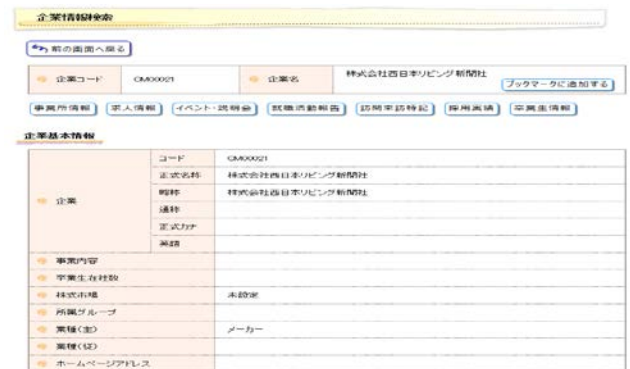 企業情報検索
前の画面へ戻る
企業コード CM00021 企業名 株式会社西日本リビング新聞社 ブックマークに追加する
事業所情報 求人情報 イベント・説明会 就職活動報告 訪問来訪特記 採用実績 卒業生情報
企業基本情報
企業
コード CM00021
正式名称 株式会社西日本リビング新聞社
略称 株式会社西日本リビング新聞社
通称
正式カナ
英語
事業内容
卒業生在社数
株式市場 未設定
所属グループ
業種(主) メーカー
業種(従)
ホームページアドレス